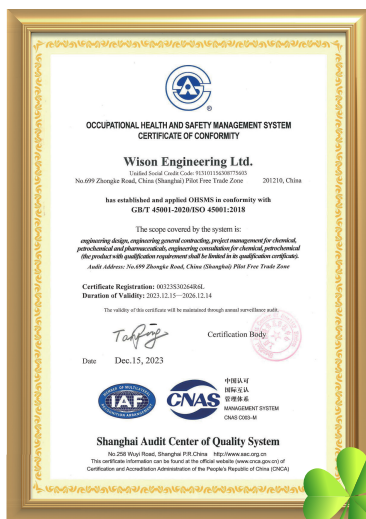 OCCUPATIONAL HEALTH AND SAFETY MANAGEMENT SYSTEM
CERTIFICATE OF CONFORMITY
Wison Engineering Ltd.
Unified Social Credit Code: 913101156308775603
No.699 Zhongke Road, China (Shanghai) Pilot Free Trade Zone 201210, China
has established and applied OHSMS in conformity with
GB/T 45001-2020/ISO 45001:2018
The scope covered by the system is:
engineering design, engineering general contracting, project management for chemical,
petrochemical and pharmaceuticals, engineering consultation for chemical, petrochemical
(the product with qualification requirement shall be limited in its qualification certificate).
Audit Address: No.699 Zhongke Road, China (Shanghai) Pilot Free Trade Zone
Certificate Registration: 00323S30264R6L
Duration of Validity: 2023.12.15—2026.12.14
The validity of this certificate will be maintained through annual surveillance audit.
Certification Body
Date Dec.15, 2023
IAF
CNAS
中国认可
国际互认
管理体系
MANAGEMENT SYSTEM
CNAS C003-M
Shanghai Audit Center of Quality System
No.258 Wuyi Road, Shanghai P.R.China http://www.sac.org.cn
This certificate information can be found at the official website (www.cnca.gov.cn) of
Certification and Accreditation Administration of the People's Republic of China (CNCA)